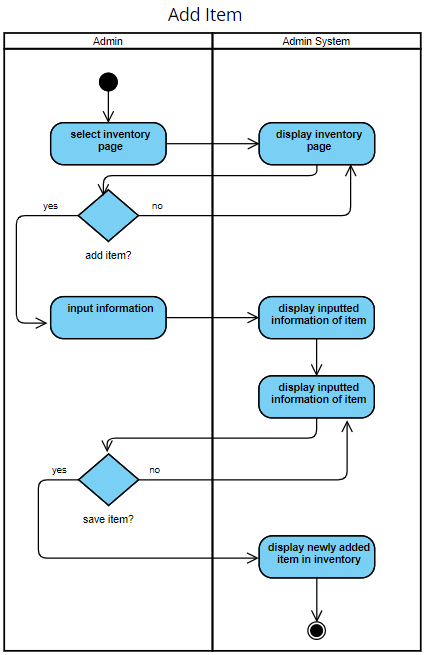 Add Item
Admin
Admin System
select inventory
page
display inventory
page
yes
no
add item?
input information
display inputted
information of item
display inputted
information of item
yes
no
save item?
display newly added
item in inventory